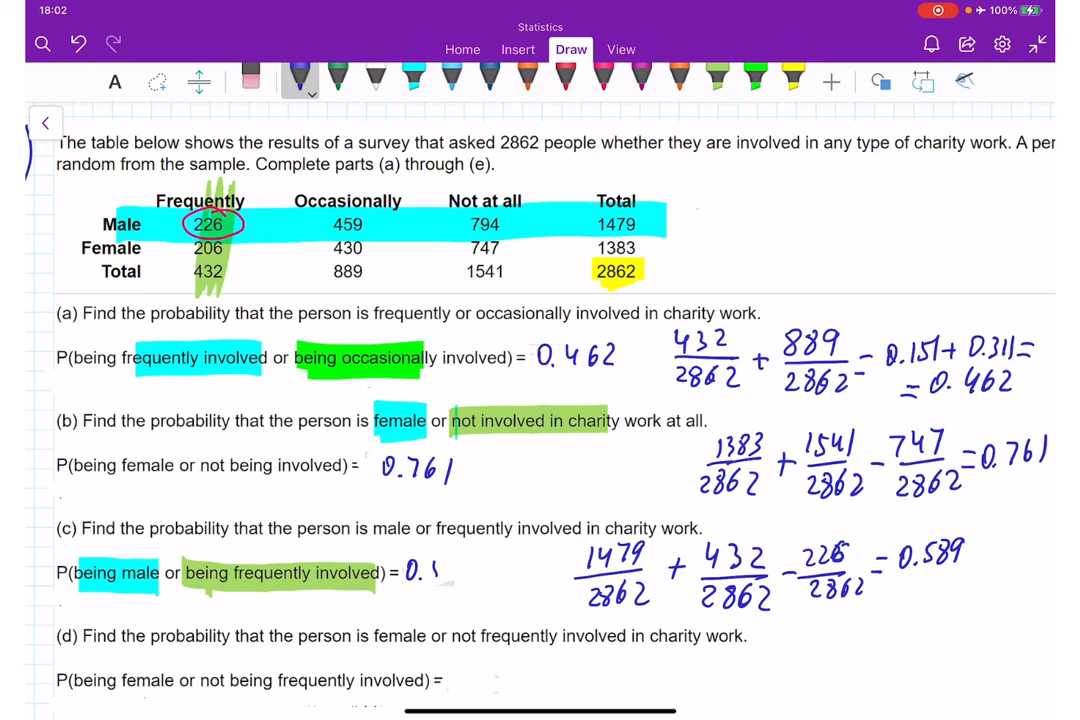 18:02
100%
Statistics
Home Insert Draw View
A
The table below shows the results of a survey that asked 2862 people whether they are involved in any type of charity work. A per
random from the sample. Complete parts (a) through (e).
Frequently Occasionally Not at all Total
Male 226 459 794 1479
Female 206 430 747 1383
Total 432 889 1541 2862
(a) Find the probability that the person is frequently or occasionally involved in charity work.
P(being frequently involved or being occasionally involved) = 0.462
432/2862 + 889/2862 = 0.151 + 0.311 =
= 0.462
(b) Find the probability that the person is female or not involved in charity work at all.
P(being female or not being involved) = 0.761
1383/2862 + 1541/2862 - 747/2862 = 0.761
(c) Find the probability that the person is male or frequently involved in charity work.
P(being male or being frequently involved) = 0.
1479/2862 + 432/2862 - 226/2862 = 0.589
(d) Find the probability that the person is female or not frequently involved in charity work.
P(being female or not being frequently involved) =